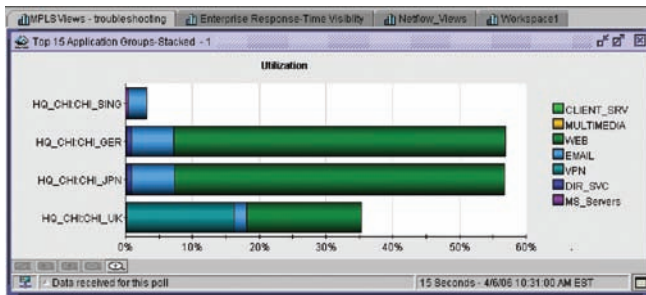 MPLS Views - troubleshooting
Enterprise Response-Time Visiblity
Netflow_Views
Workspace1
Top 15 Application Groups-Stacked - 1
Utilization
HQ_CHI:CHI_SING
HQ_CHI:CHI_GER
HQ_CHI:CHI_JPN
HQ_CHI:CHI_UK
0% 10% 20% 30% 40% 50% 60%
CLIENT_SRV
MULTIMEDIA
WEB
EMAIL
VPN
DIR_SVC
MS_Servers
Data received for this poll
15 Seconds - 4/6/06 10:31:00 AM EST